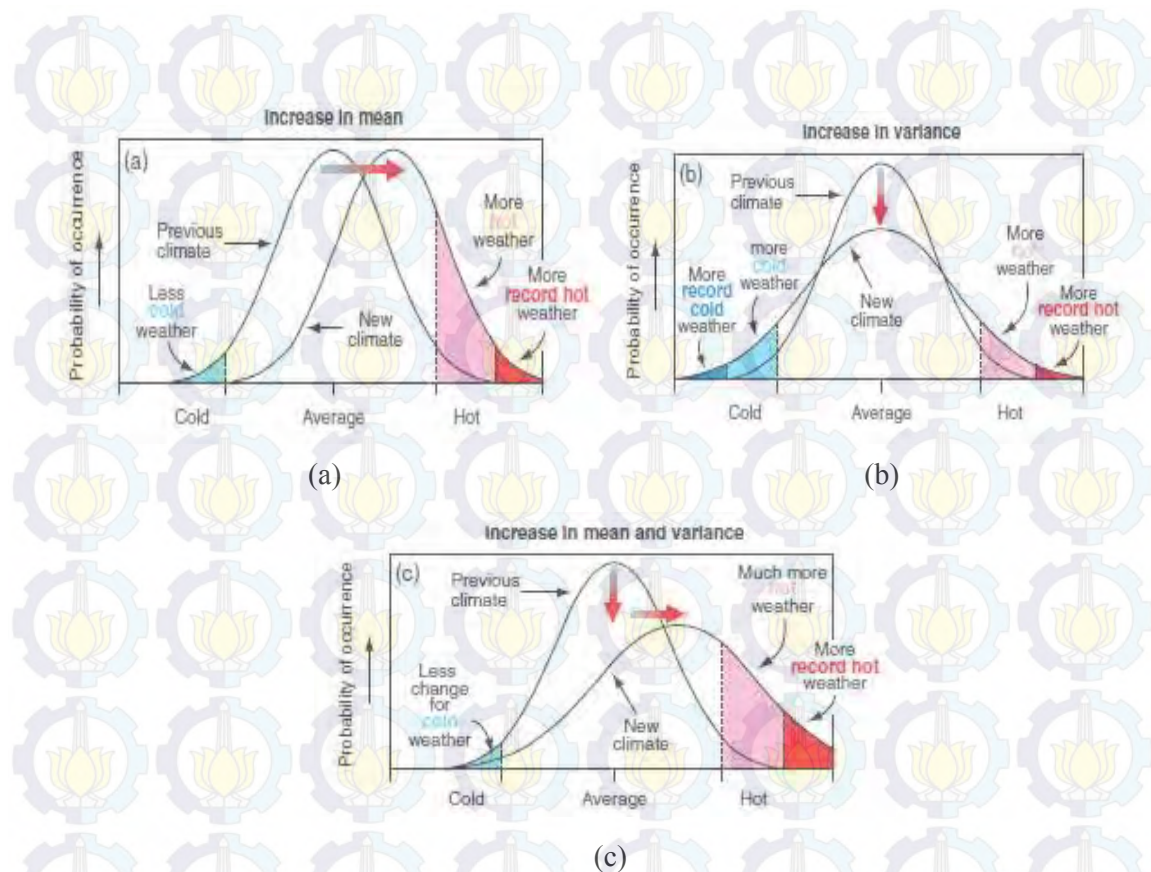 Increase in mean
(a)
Probability of occurrence
Previous
climate
Less
cold
weather
New
climate
More
hot
weather
More
record hot
weather
Cold
Average
Hot
(a)
Increase in variance
(b)
Probability of occurrence
Previous
climate
More
record
cold
weather
more
cold
weather
New
climate
More
hot
weather
More
record hot
weather
Cold
Average
Hot
(b)
Increase in mean and variance
(c)
Probability of occurrence
Previous
climate
Less
change
for
cold
weather
New
climate
Much more
hot
weather
More
record hot
weather
Cold
Average
Hot
(c)